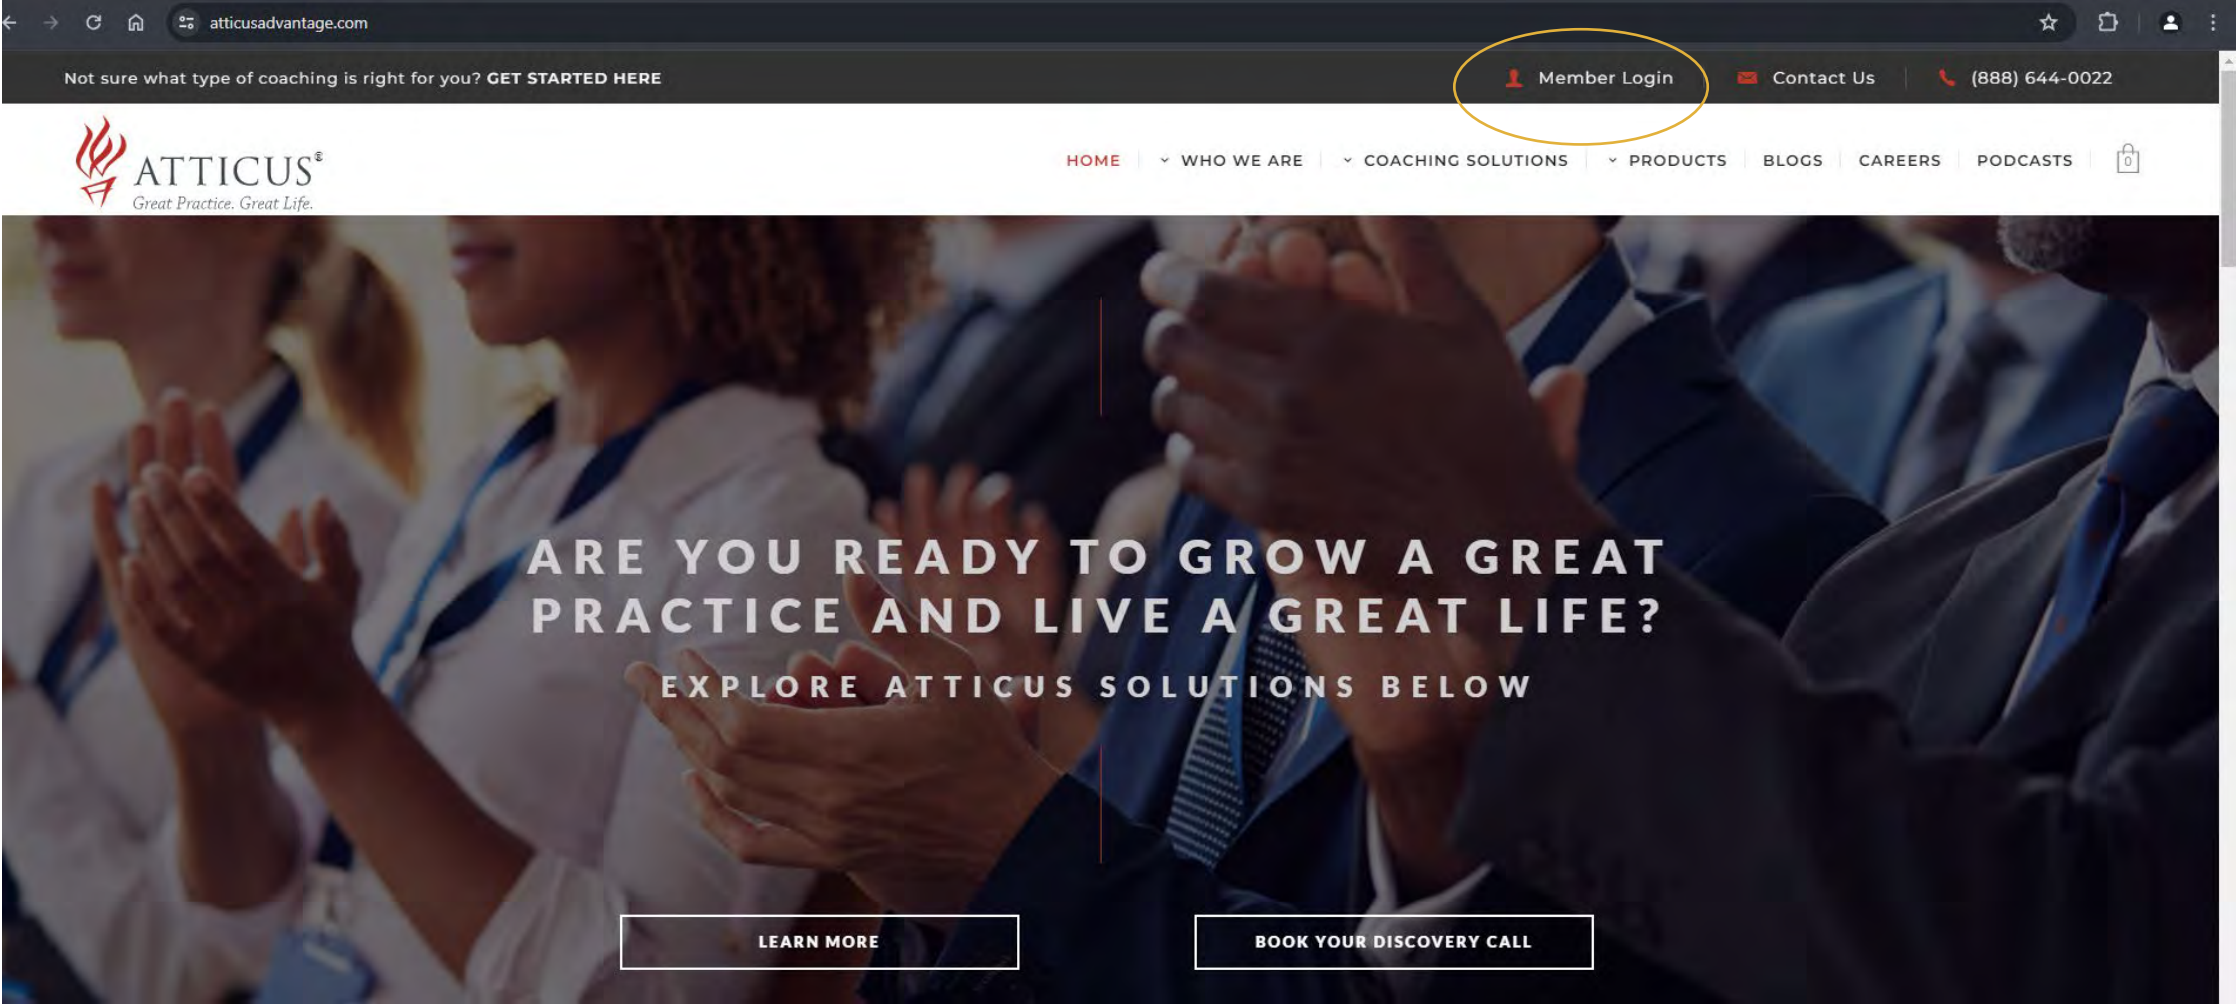 atticusadvantage.com
Not sure what type of coaching is right for you? GET STARTED HERE
Member Login
Contact Us
(888) 644-0022
ATTICUS®
Great Practice. Great Life.
HOME
WHO WE ARE
COACHING SOLUTIONS
PRODUCTS
BLOGS
CAREERS
PODCASTS
0
ARE YOU READY TO GROW A GREAT
PRACTICE AND LIVE A GREAT LIFE?
EXPLORE ATTICUS SOLUTIONS BELOW
LEARN MORE
BOOK YOUR DISCOVERY CALL